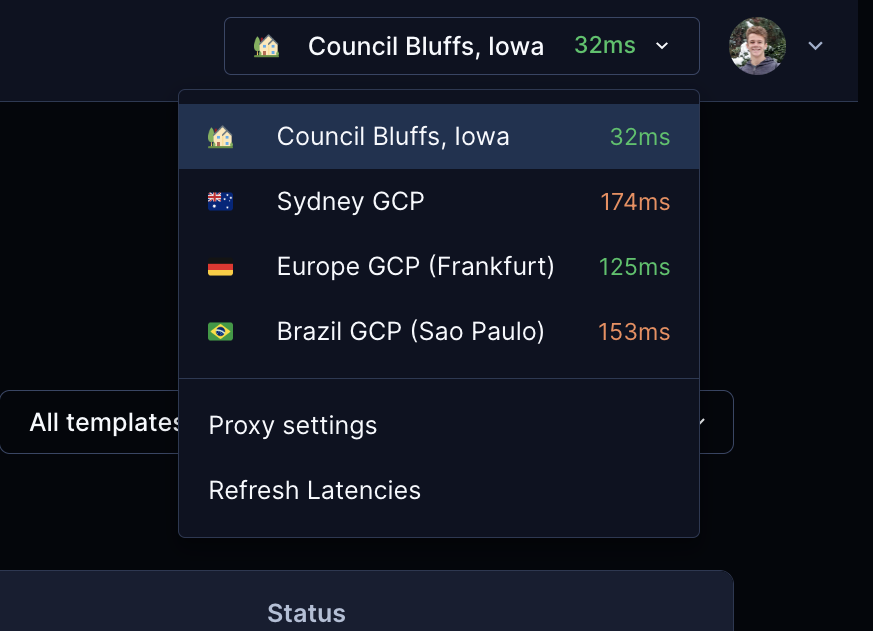 Council Bluffs, Iowa 32ms
Council Bluffs, Iowa 32ms
Sydney GCP 174ms
Europe GCP (Frankfurt) 125ms
Brazil GCP (Sao Paulo) 153ms
All templates
Proxy settings
Refresh Latencies
Status